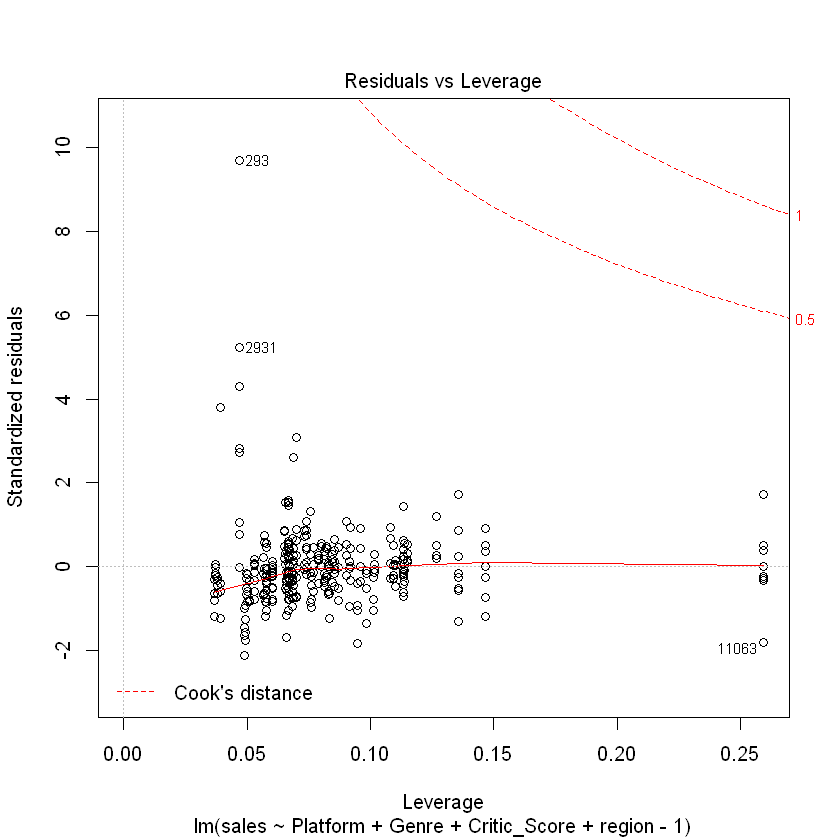 Residuals vs Leverage
10
8
6
4
2
0
-2
Standardized residuals
293
2931
11063
1
0.5
Cook's distance
0.00 0.05 0.10 0.15 0.20 0.25
Leverage
lm(sales ~ Platform + Genre + Critic_Score + region - 1)